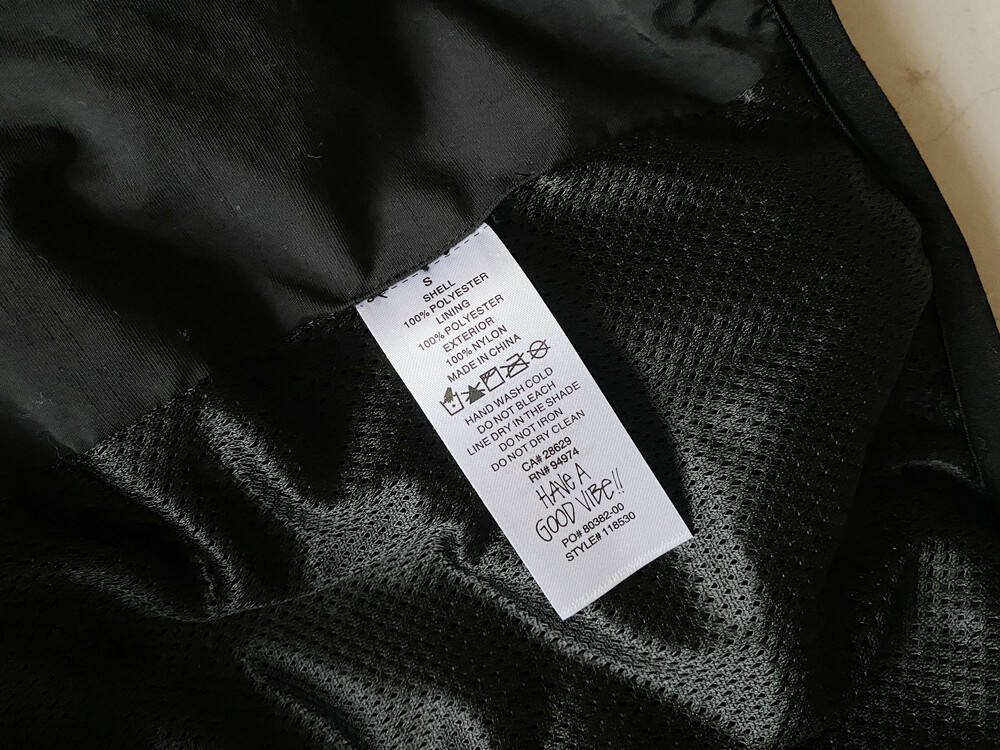 S
SHELL
100% POLYESTER
LINING
100% POLYESTER
EXTERIOR
100% NYLON
MADE IN CHINA
HAND WASH COLD
DO NOT BLEACH
LINE DRY IN THE SHADE
DO NOT IRON
DO NOT DRY CLEAN
CA# 28629
RN# 94974
HAVE A
GOOD VIBE!!
PO# 80382-00
STYLE# 118530